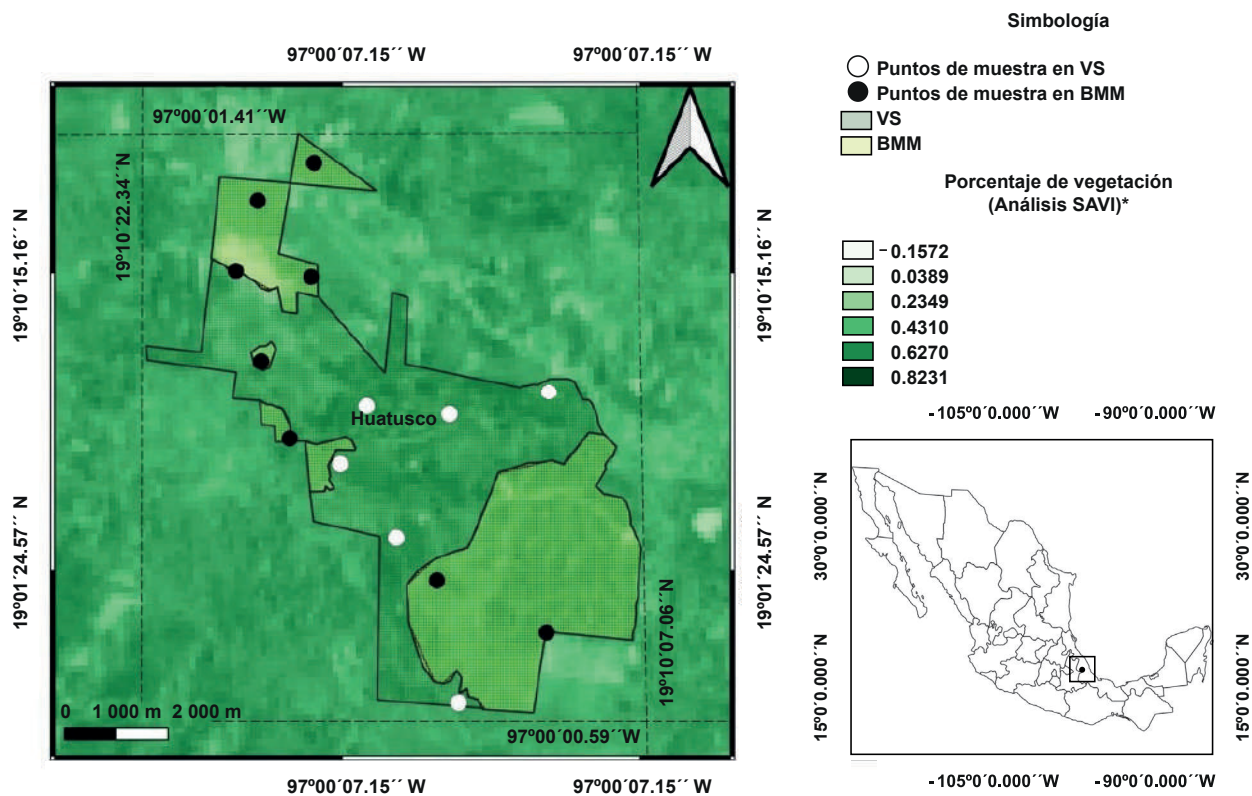 97º00´07.15´´ W
97º00´07.15´´ W
97º00´01.41´´W
19º10´22.34´´N
19º10´15.16´´ N
19º10´15.16´´ N
Huatusco
19º01´24.57´´ N
19º01´24.57´´ N
19º10´07.06´´N
0 1 000 m 2 000 m
97º00´00.59´´W
97º00´07.15´´ W
97º00´07.15´´ W
Simbología
Puntos de muestra en VS
Puntos de muestra en BMM
VS
BMM
Porcentaje de vegetación
(Análisis SAVI)*
-0.1572
0.0389
0.2349
0.4310
0.6270
0.8231
-105º0´0.000´´W
-90º0´0.000´´W
30º0´0.000´´N
30º0´0.000´´N
15º0´0.000´´N
15º0´0.000´´N
-105º0´0.000´´W
-90º0´0.000´´W